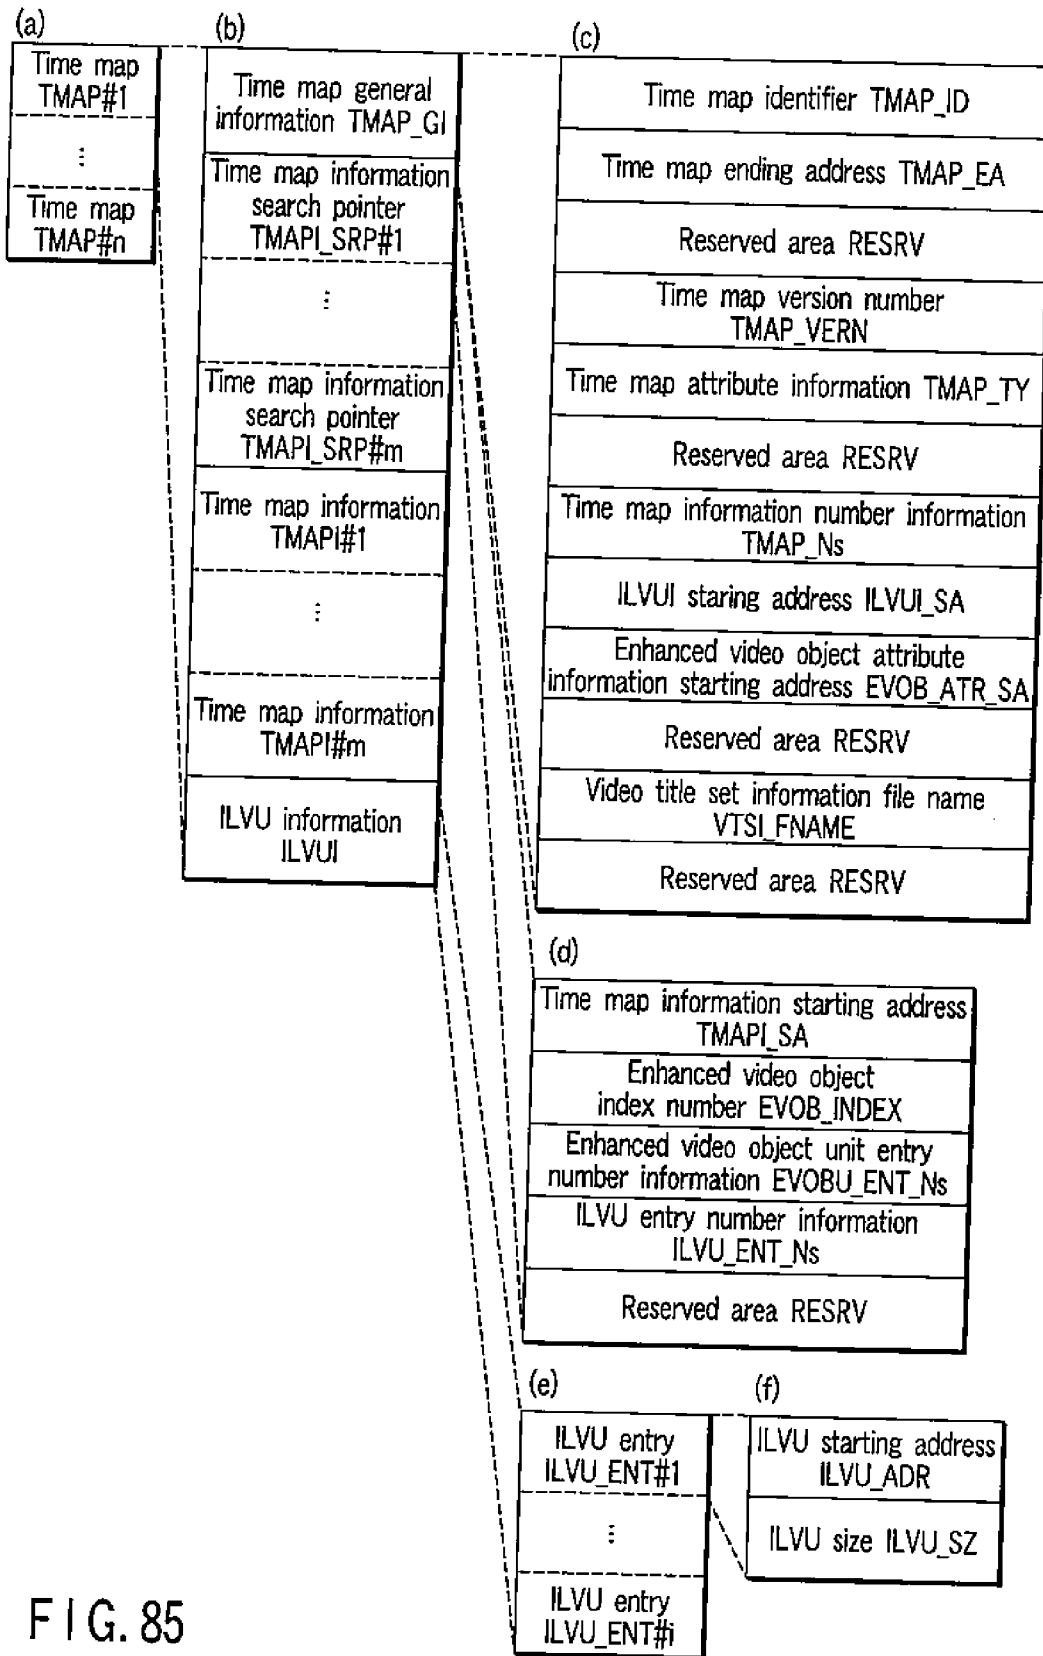 (a)
Time map
TMAP#1
⋮
Time map
TMAP#n
(b)
Time map general
information TMAP_GI
Time map information
search pointer
TMAPI_SRP#1
⋮
Time map information
search pointer
TMAPI_SRP#m
Time map information
TMAPI#1
⋮
Time map information
TMAPI#m
ILVU information
ILVUI
(c)
Time map identifier TMAP_ID
Time map ending address TMAP_EA
Reserved area RESRV
Time map version number
TMAP_VERN
Time map attribute information TMAP_TY
Reserved area RESRV
Time map information number information
TMAP_Ns
ILVUI staring address ILVUI_SA
Enhanced video object attribute
information starting address EVOB_ATR_SA
Reserved area RESRV
Video title set information file name
VTSI_FNAME
Reserved area RESRV
(d)
Time map information starting address
TMAPI_SA
Enhanced video object
index number EVOB_INDEX
Enhanced video object unit entry
number information EVOBU_ENT_Ns
ILVU entry number information
ILVU_ENT_Ns
Reserved area RESRV
(e)
ILVU entry
ILVU_ENT#1
⋮
ILVU entry
ILVU_ENT#i
(f)
ILVU starting address
ILVU_ADR
ILVU size ILVU_SZ
FIG. 85